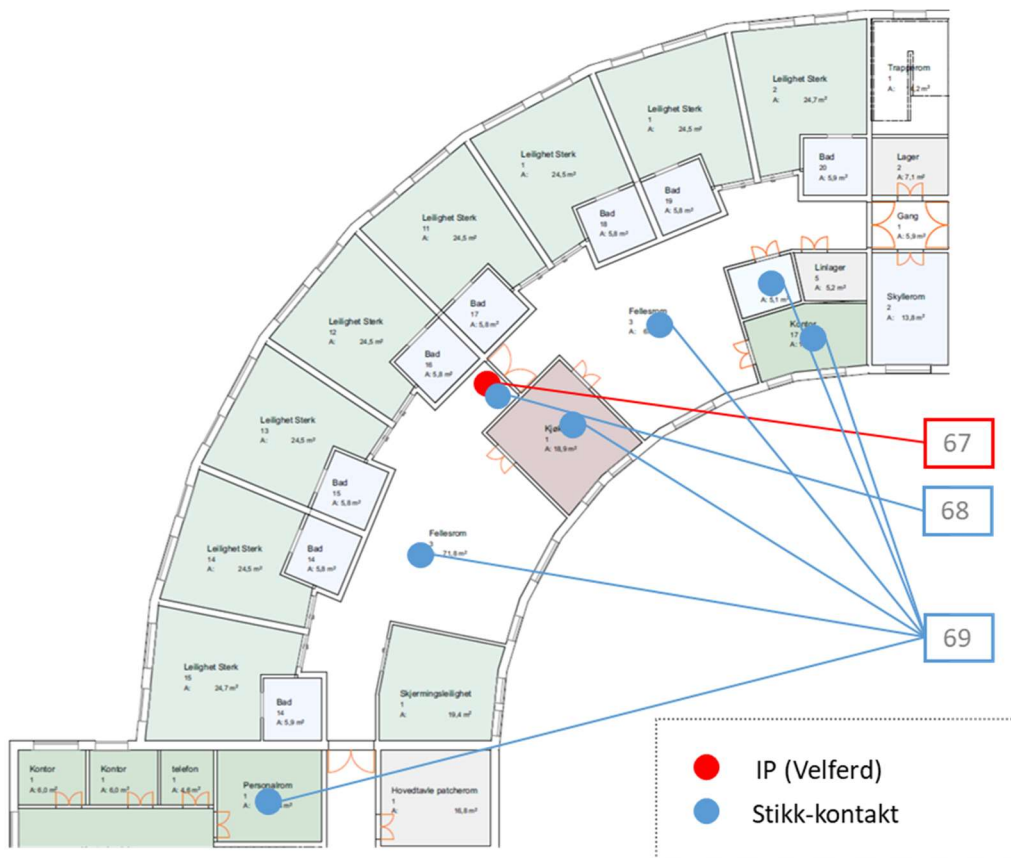 Leilighet Sterk
2
A: 24,7 m²
Trapperom
1
A: ,2 m²
Leilighet Sterk
1
A: 24,5 m²
Leilighet Sterk
1
A: 24,5 m²
Bad
20
A: 5,9 m²
Lager
2
A: 7,1 m²
Bad
19
A: 5,8 m²
Bad
18
A: 5,8 m²
Gang
1
A: 5,9 m²
Leilighet Sterk
11
A: 24,5 m²
Linlager
5
A: 5,2 m²
A: 5,1 m²
Skyllerom
2
A: 13,8 m²
Bad
17
A: 5,8 m²
Fellesrom
3
A: 6
Kontor
17
A:
Leilighet Sterk
12
A: 24,5 m²
Bad
16
A: 5,8 m²
Kjøk
1
A: 18,9 m²
67
Leilighet Sterk
13
A: 24,5 m²
Bad
15
A: 5,8 m²
68
Leilighet Sterk
14
A: 24,5 m²
Bad
14
A: 5,8 m²
Fellesrom
3
71,8 m²
69
Leilighet Sterk
15
A: 24,7 m²
Bad
14
A: 5,9 m²
Skjermingsleilighet
1
A: 19,4 m²
Kontor
1
A: 6,0 m²
Kontor
1
A: 6,0 m²
telefon
1
A: 4,6 m²
Personalrom
1
A: m²
Hovedtavle patcherom
1
A: 16,8 m²
IP (Velferd)
Stikk-kontakt